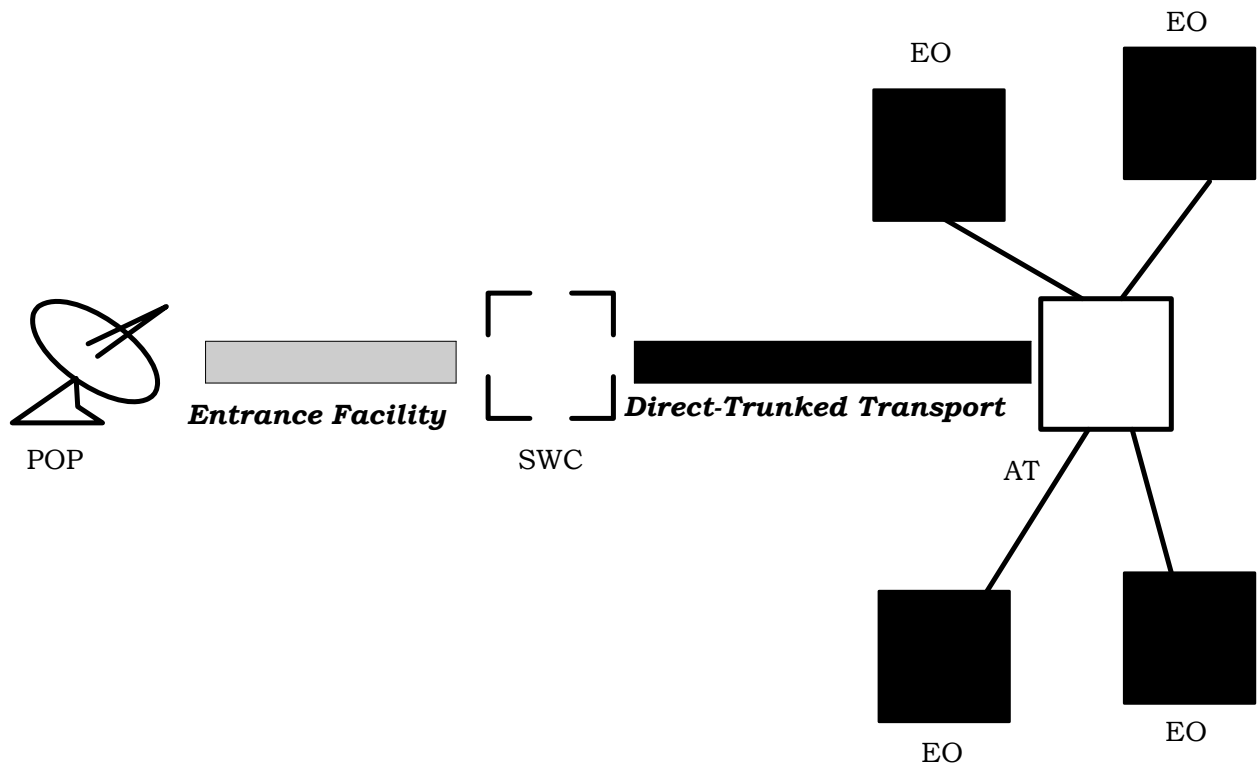 EO
EO
Entrance Facility
Direct-Trunked Transport
POP
SWC
AT
EO
EO